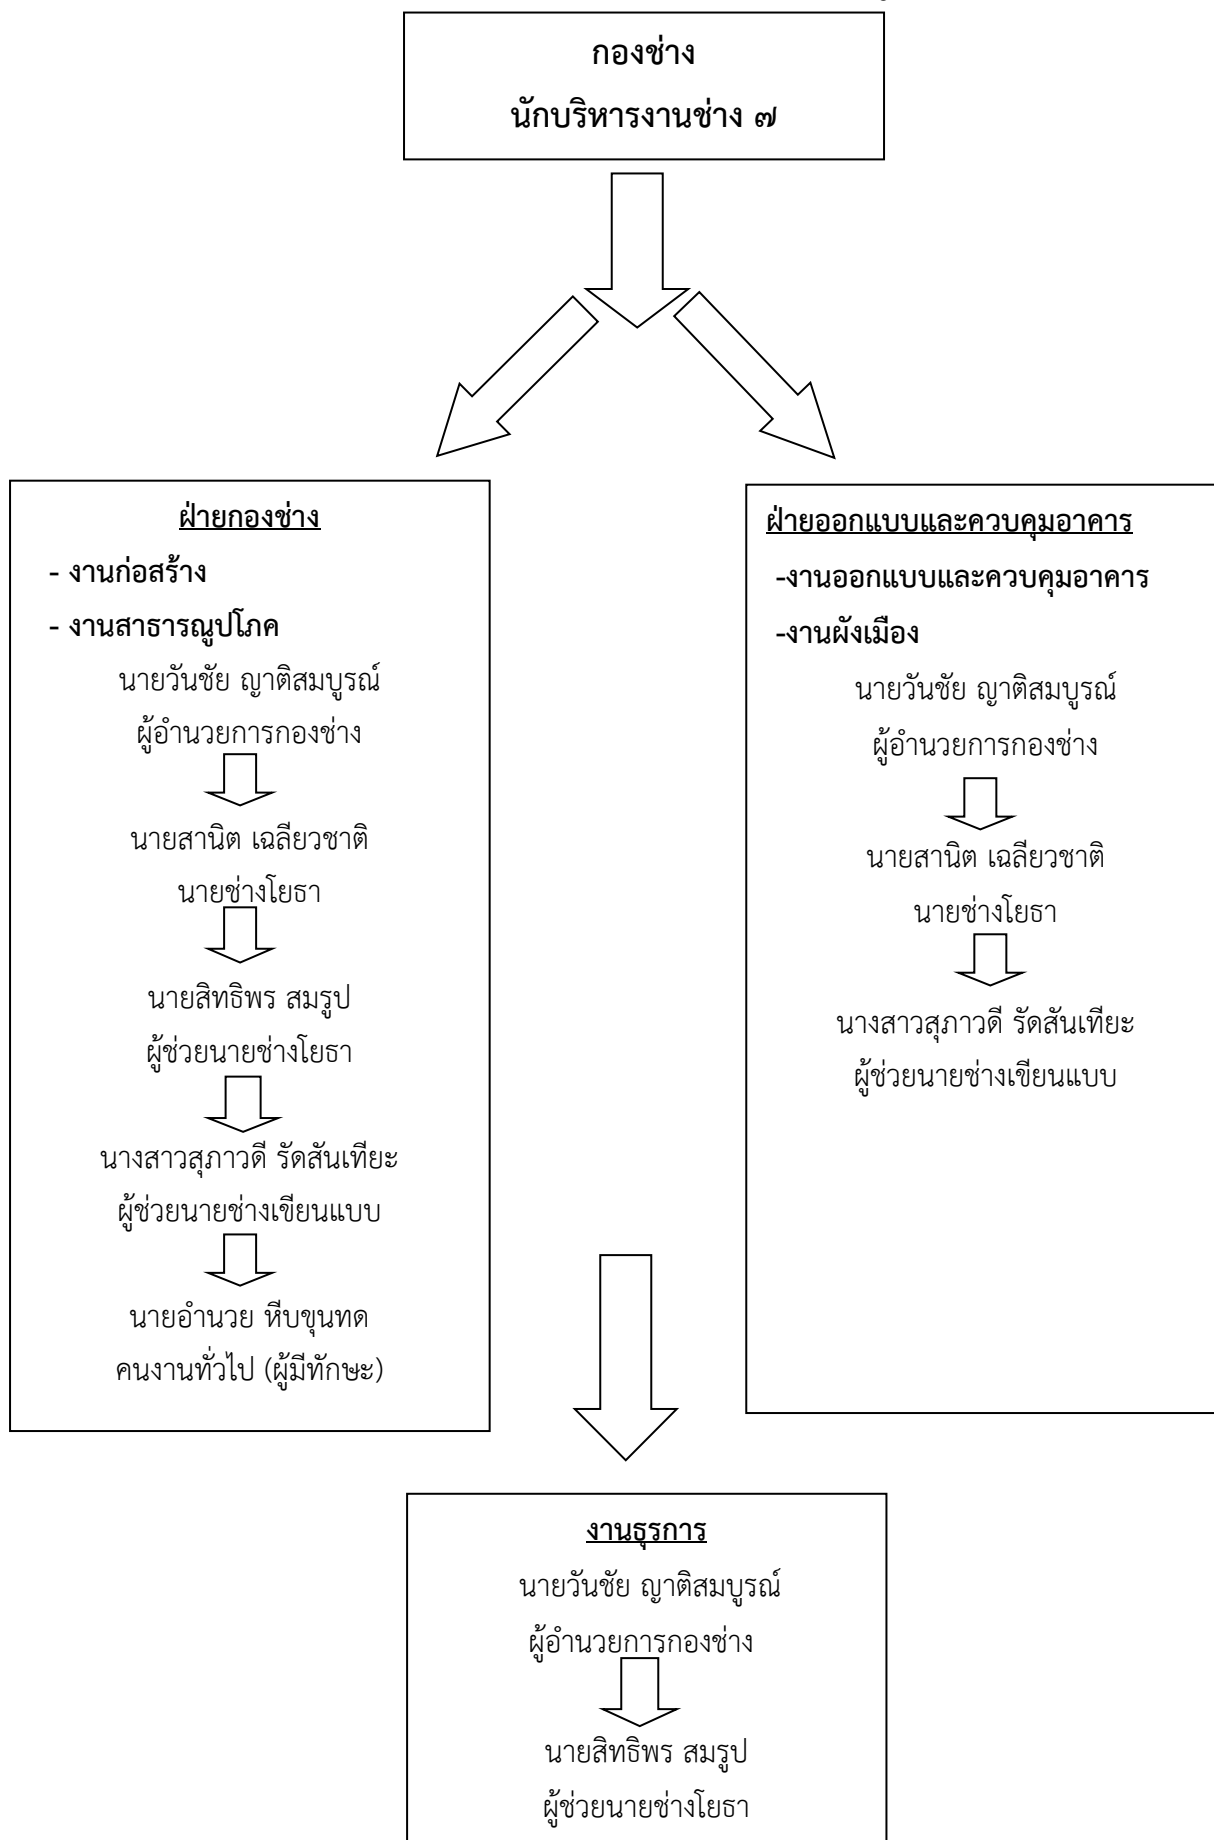 กองช่าง
นักบริหารงานช่าง ๗
ฝ่ายกองช่าง
- งานก่อสร้าง
- งานสาธารณูปโภค
นายวันชัย ญาติสมบูรณ์
ผู้อำนวยการกองช่าง
นายสานิต เฉลียวชาติ
นายช่างโยธา
นายสิทธิพร สมรูป
ผู้ช่วยนายช่างโยธา
นางสาวสุภาวดี รัดสันเทียะ
ผู้ช่วยนายช่างเขียนแบบ
นายอำนวย หีบขุนทด
คนงานทั่วไป (ผู้มีทักษะ)
ฝ่ายออกแบบและควบคุมอาคาร
-งานออกแบบและควบคุมอาคาร
-งานผังเมือง
นายวันชัย ญาติสมบูรณ์
ผู้อำนวยการกองช่าง
นายสานิต เฉลียวชาติ
นายช่างโยธา
นางสาวสุภาวดี รัดสันเทียะ
ผู้ช่วยนายช่างเขียนแบบ
งานธุรการ
นายวันชัย ญาติสมบูรณ์
ผู้อำนวยการกองช่าง
นายสิทธิพร สมรูป
ผู้ช่วยนายช่างโยธา